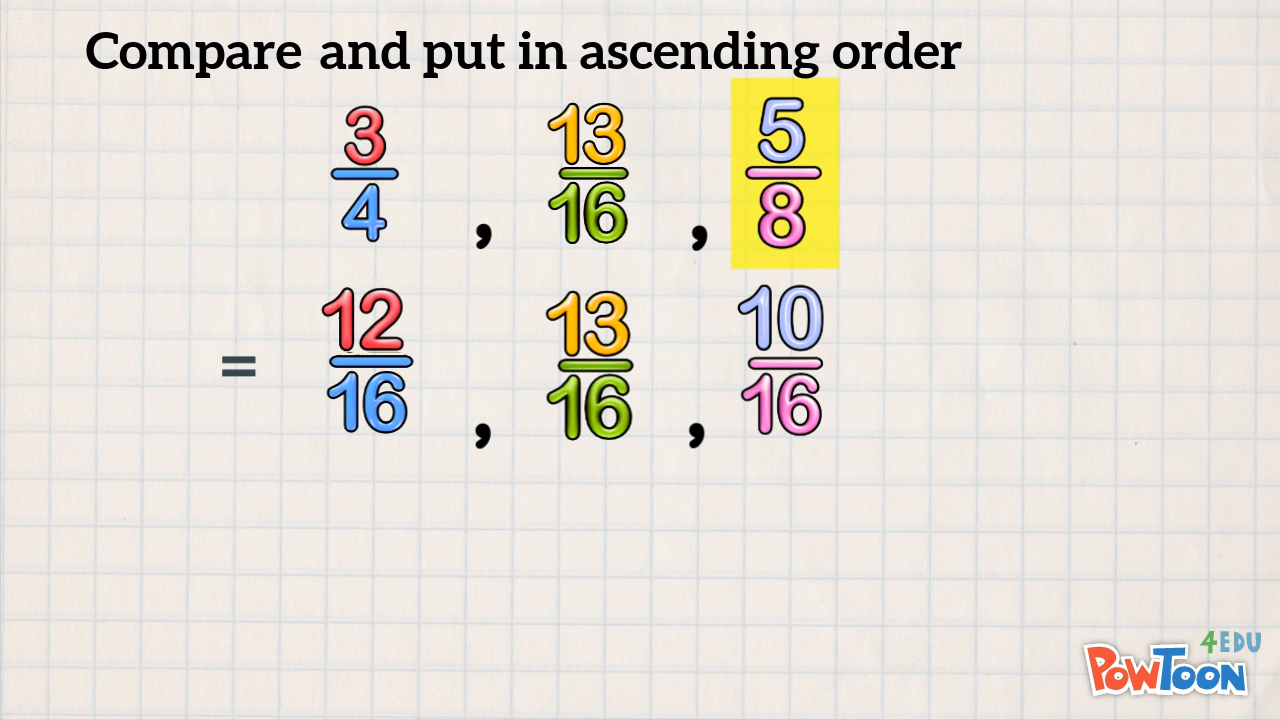 Compare and put in ascending order
3/4 , 13/16 , 5/8
= 12/16 , 13/16 , 10/16
4EDU
POWTOON